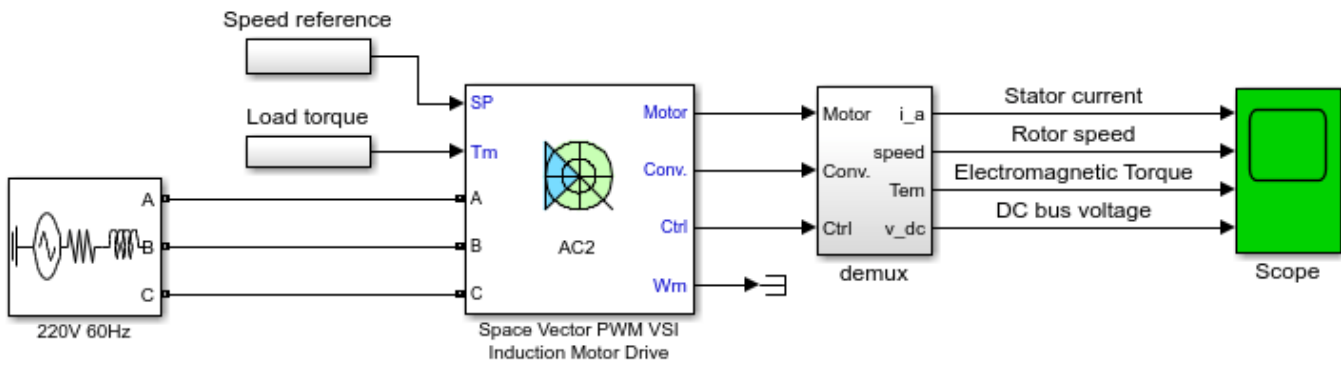 Speed reference
Load torque
A
B
C
220V 60Hz
SP
Tm
A
B
C
Motor
Conv.
Ctrl
Wm
AC2
Space Vector PWM VSI
Induction Motor Drive
Motor
Conv.
Ctrl
i_a
speed
Tem
v_dc
demux
Stator current
Rotor speed
Electromagnetic Torque
DC bus voltage
Scope